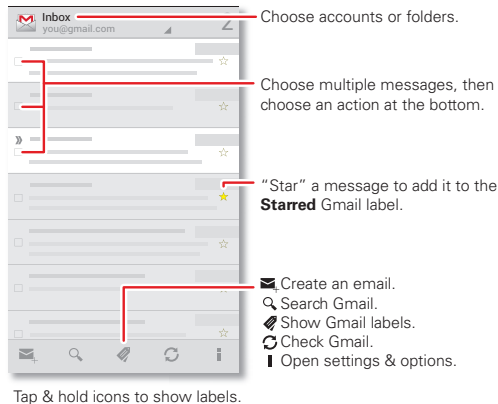 Inbox
you@gmail.com
2
Choose accounts or folders.
Choose multiple messages, then
choose an action at the bottom.
"Star" a message to add it to the
Starred Gmail label.
Create an email.
Search Gmail.
Show Gmail labels.
Check Gmail.
Open settings & options.
Tap & hold icons to show labels.